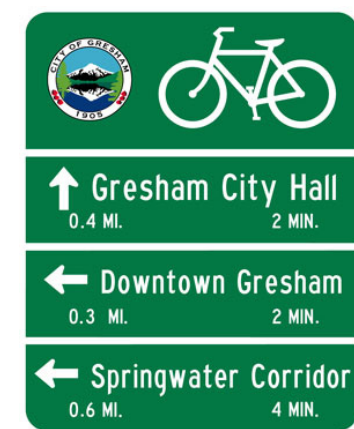 CITY OF GRESHAM
1905
Gresham City Hall
0.4 MI. 2 MIN.
Downtown Gresham
0.3 MI. 2 MIN.
Springwater Corridor
0.6 MI. 4 MIN.